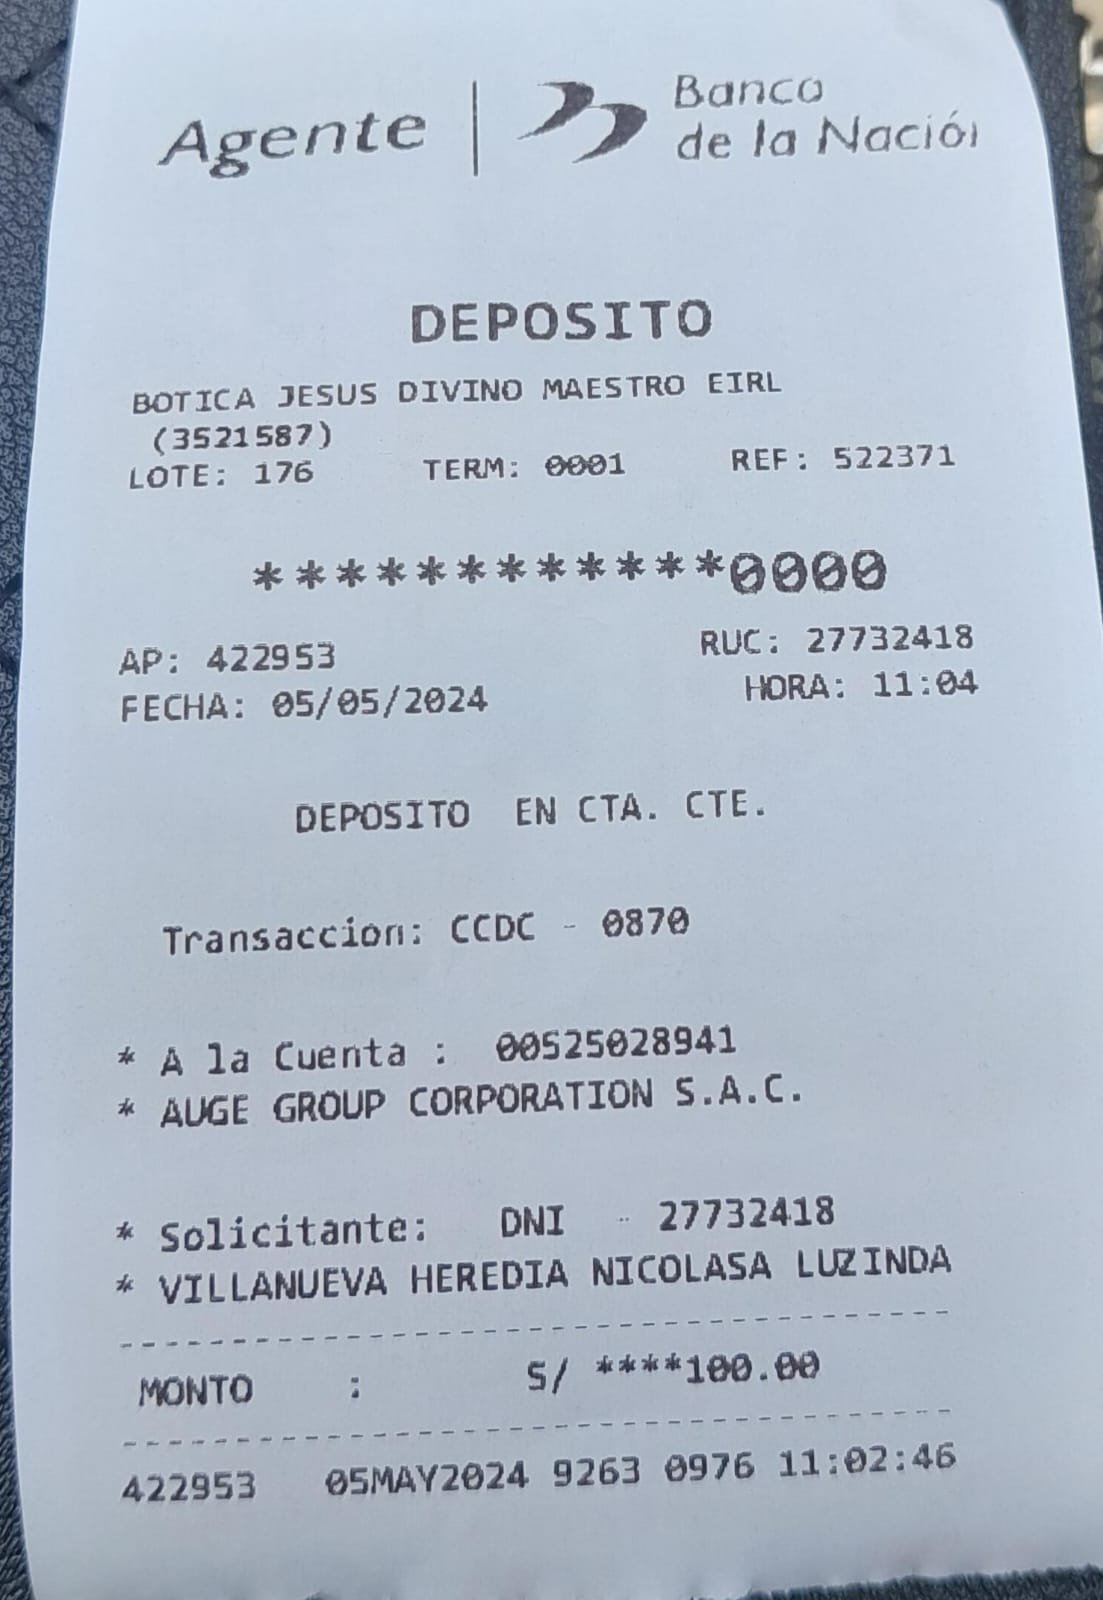 Agente | Banco
de la Nación
DEPOSITO
BOTICA JESUS DIVINO MAESTRO EIRL
(3521587)
LOTE: 176 TERM: 0001 REF: 522371
************0000
AP: 422953 RUC: 27732418
FECHA: 05/05/2024 HORA: 11:04
DEPOSITO EN CTA. CTE.
Transaccion: CCDC - 0870
* A la Cuenta : 00525028941
* AUGE GROUP CORPORATION S.A.C.
* Solicitante: DNI - 27732418
* VILLANUEVA HEREDIA NICOLASA LUZINDA
MONTO : S/ ****100.00
422953 05MAY2024 9263 0976 11:02:46